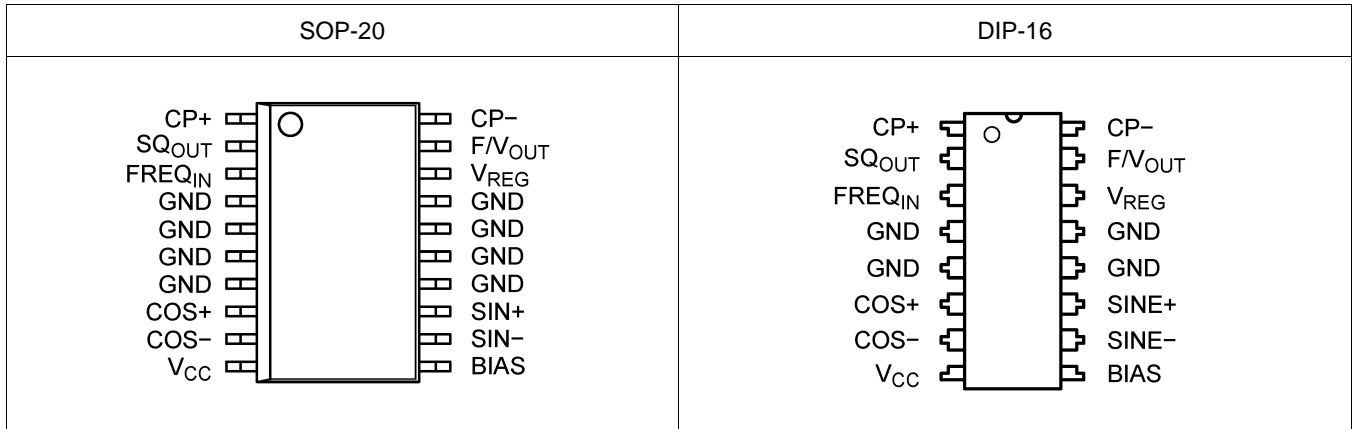 SOP-20
DIP-16
CP+ CP−
SQOUT F/VOUT
FREQIN VREG
GND GND
GND GND
GND GND
GND GND
COS+ SIN+
COS− SIN−
VCC BIAS
CP+ CP−
SQOUT F/VOUT
FREQIN VREG
GND GND
GND GND
COS+ SINE+
COS− SINE−
VCC BIAS